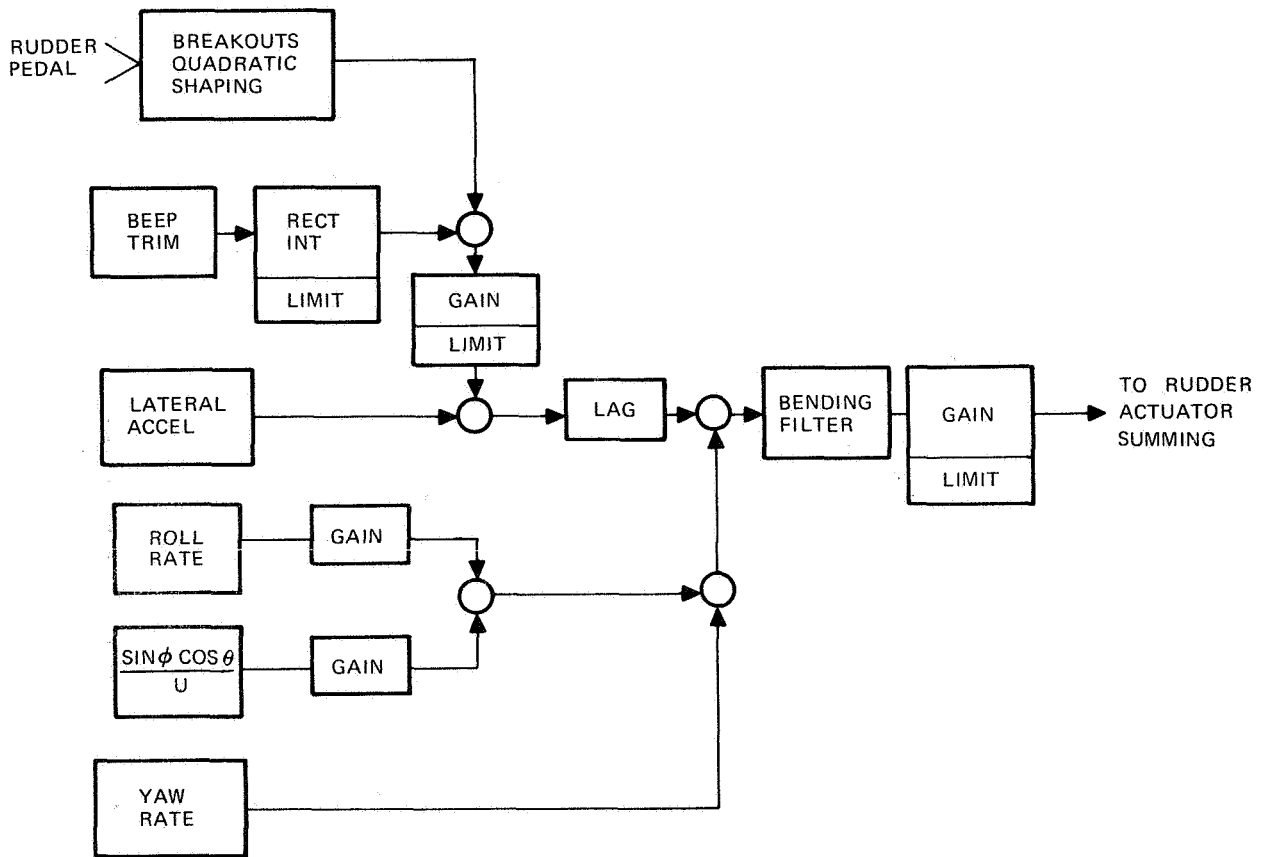 RUDDER
PEDAL
BREAKOUTS
QUADRATIC
SHAPING
BEEP
TRIM
RECT
INT
LIMIT
GAIN
LIMIT
LATERAL
ACCEL
LAG
BENDING
FILTER
GAIN
LIMIT
TO RUDDER
ACTUATOR
SUMMING
ROLL
RATE
GAIN
SINϕ COS θ
U
GAIN
YAW
RATE